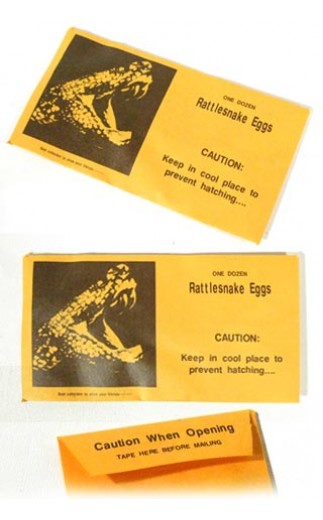 ONE DOZEN
Rattlesnake Eggs
CAUTION:
Keep in cool place to
prevent hatching....
ONE DOZEN
Rattlesnake Eggs
CAUTION:
Keep in cool place to
prevent hatching....
Caution When Opening
TAPE HERE BEFORE MAILING